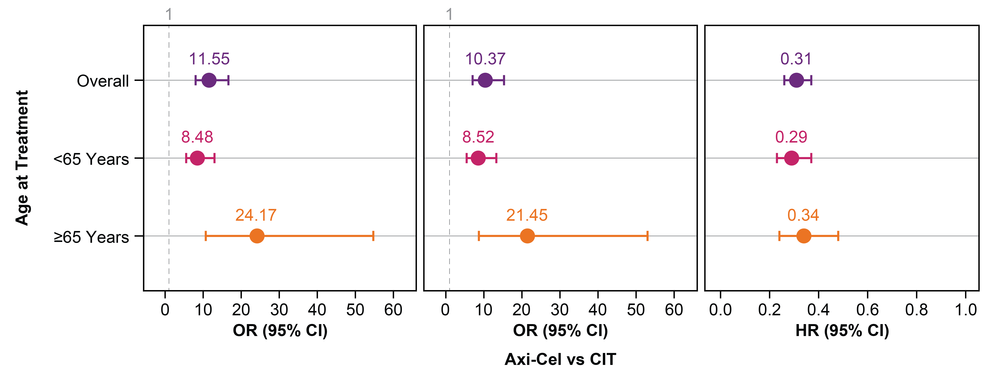 1
1
11.55
10.37
0.31
Overall
8.48
8.52
0.29
<65 Years
24.17
21.45
0.34
≥65 Years
Age at Treatment
0 10 20 30 40 50 60
0 10 20 30 40 50 60
0.0 0.2 0.4 0.6 0.8 1.0
OR (95% CI)
OR (95% CI)
HR (95% CI)
Axi-Cel vs CIT